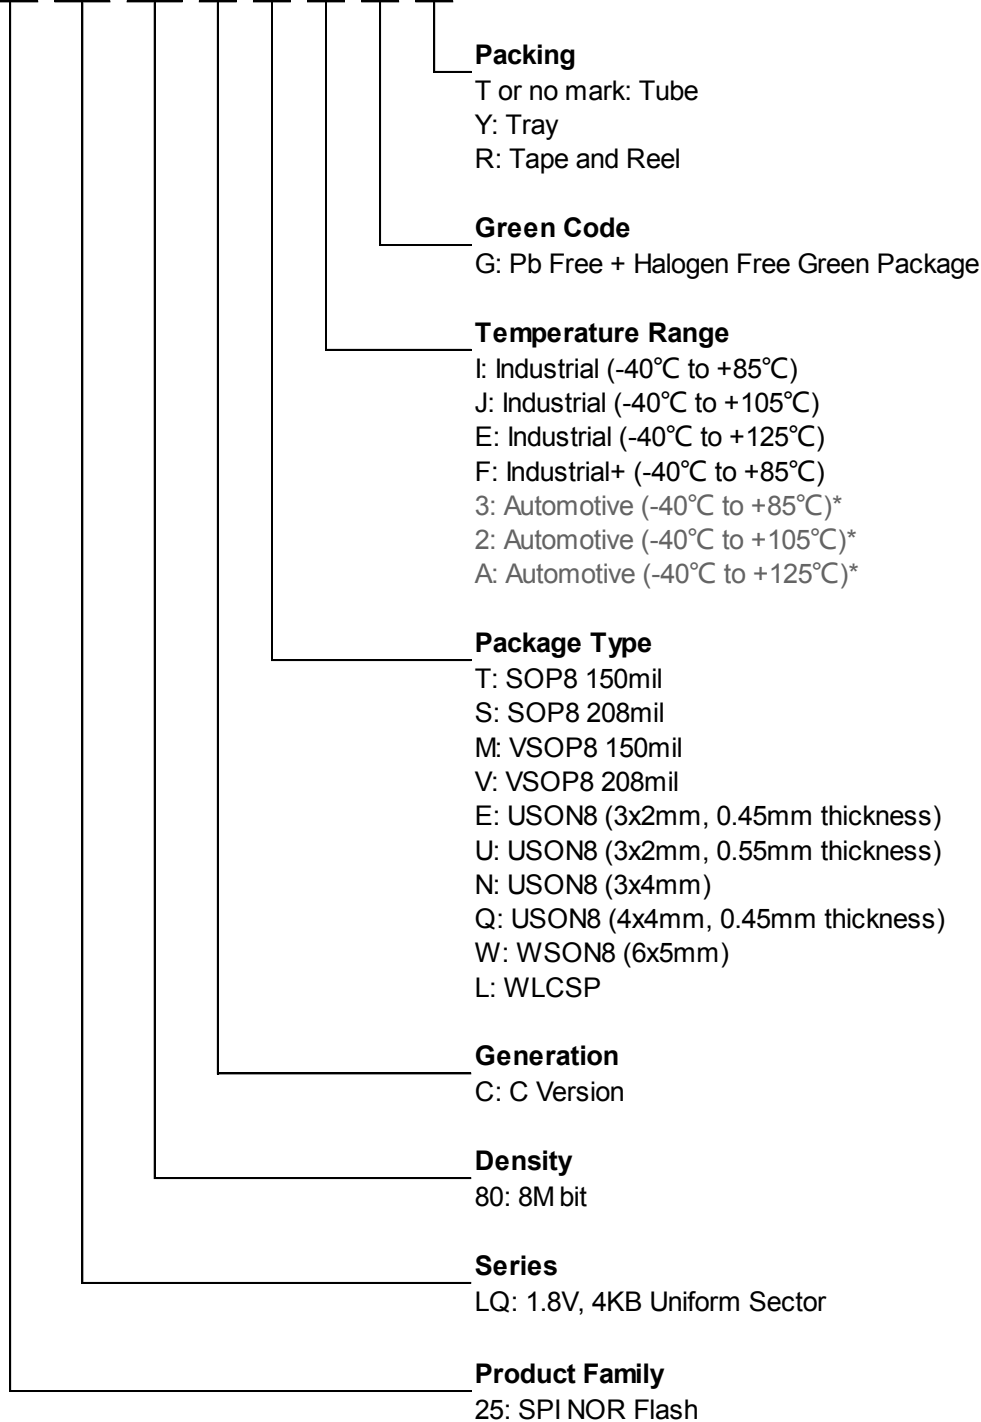 Packing
T or no mark: Tube
Y: Tray
R: Tape and Reel
Green Code
G: Pb Free + Halogen Free Green Package
Temperature Range
I: Industrial (-40℃ to +85℃)
J: Industrial (-40℃ to +105℃)
E: Industrial (-40℃ to +125℃)
F: Industrial+ (-40℃ to +85℃)
3: Automotive (-40℃ to +85℃)*
2: Automotive (-40℃ to +105℃)*
A: Automotive (-40℃ to +125℃)*
Package Type
T: SOP8 150mil
S: SOP8 208mil
M: VSOP8 150mil
V: VSOP8 208mil
E: USON8 (3x2mm, 0.45mm thickness)
U: USON8 (3x2mm, 0.55mm thickness)
N: USON8 (3x4mm)
Q: USON8 (4x4mm, 0.45mm thickness)
W: WSON8 (6x5mm)
L: WLCSP
Generation
C: C Version
Density
80: 8M bit
Series
LQ: 1.8V, 4KB Uniform Sector
Product Family
25: SPI NOR Flash